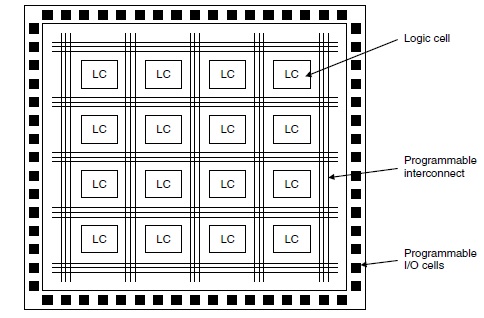 Logic cell
LC LC LC LC
LC LC LC LC
Programmable
interconnect
LC LC LC LC
LC LC LC LC
Programmable
I/O cells